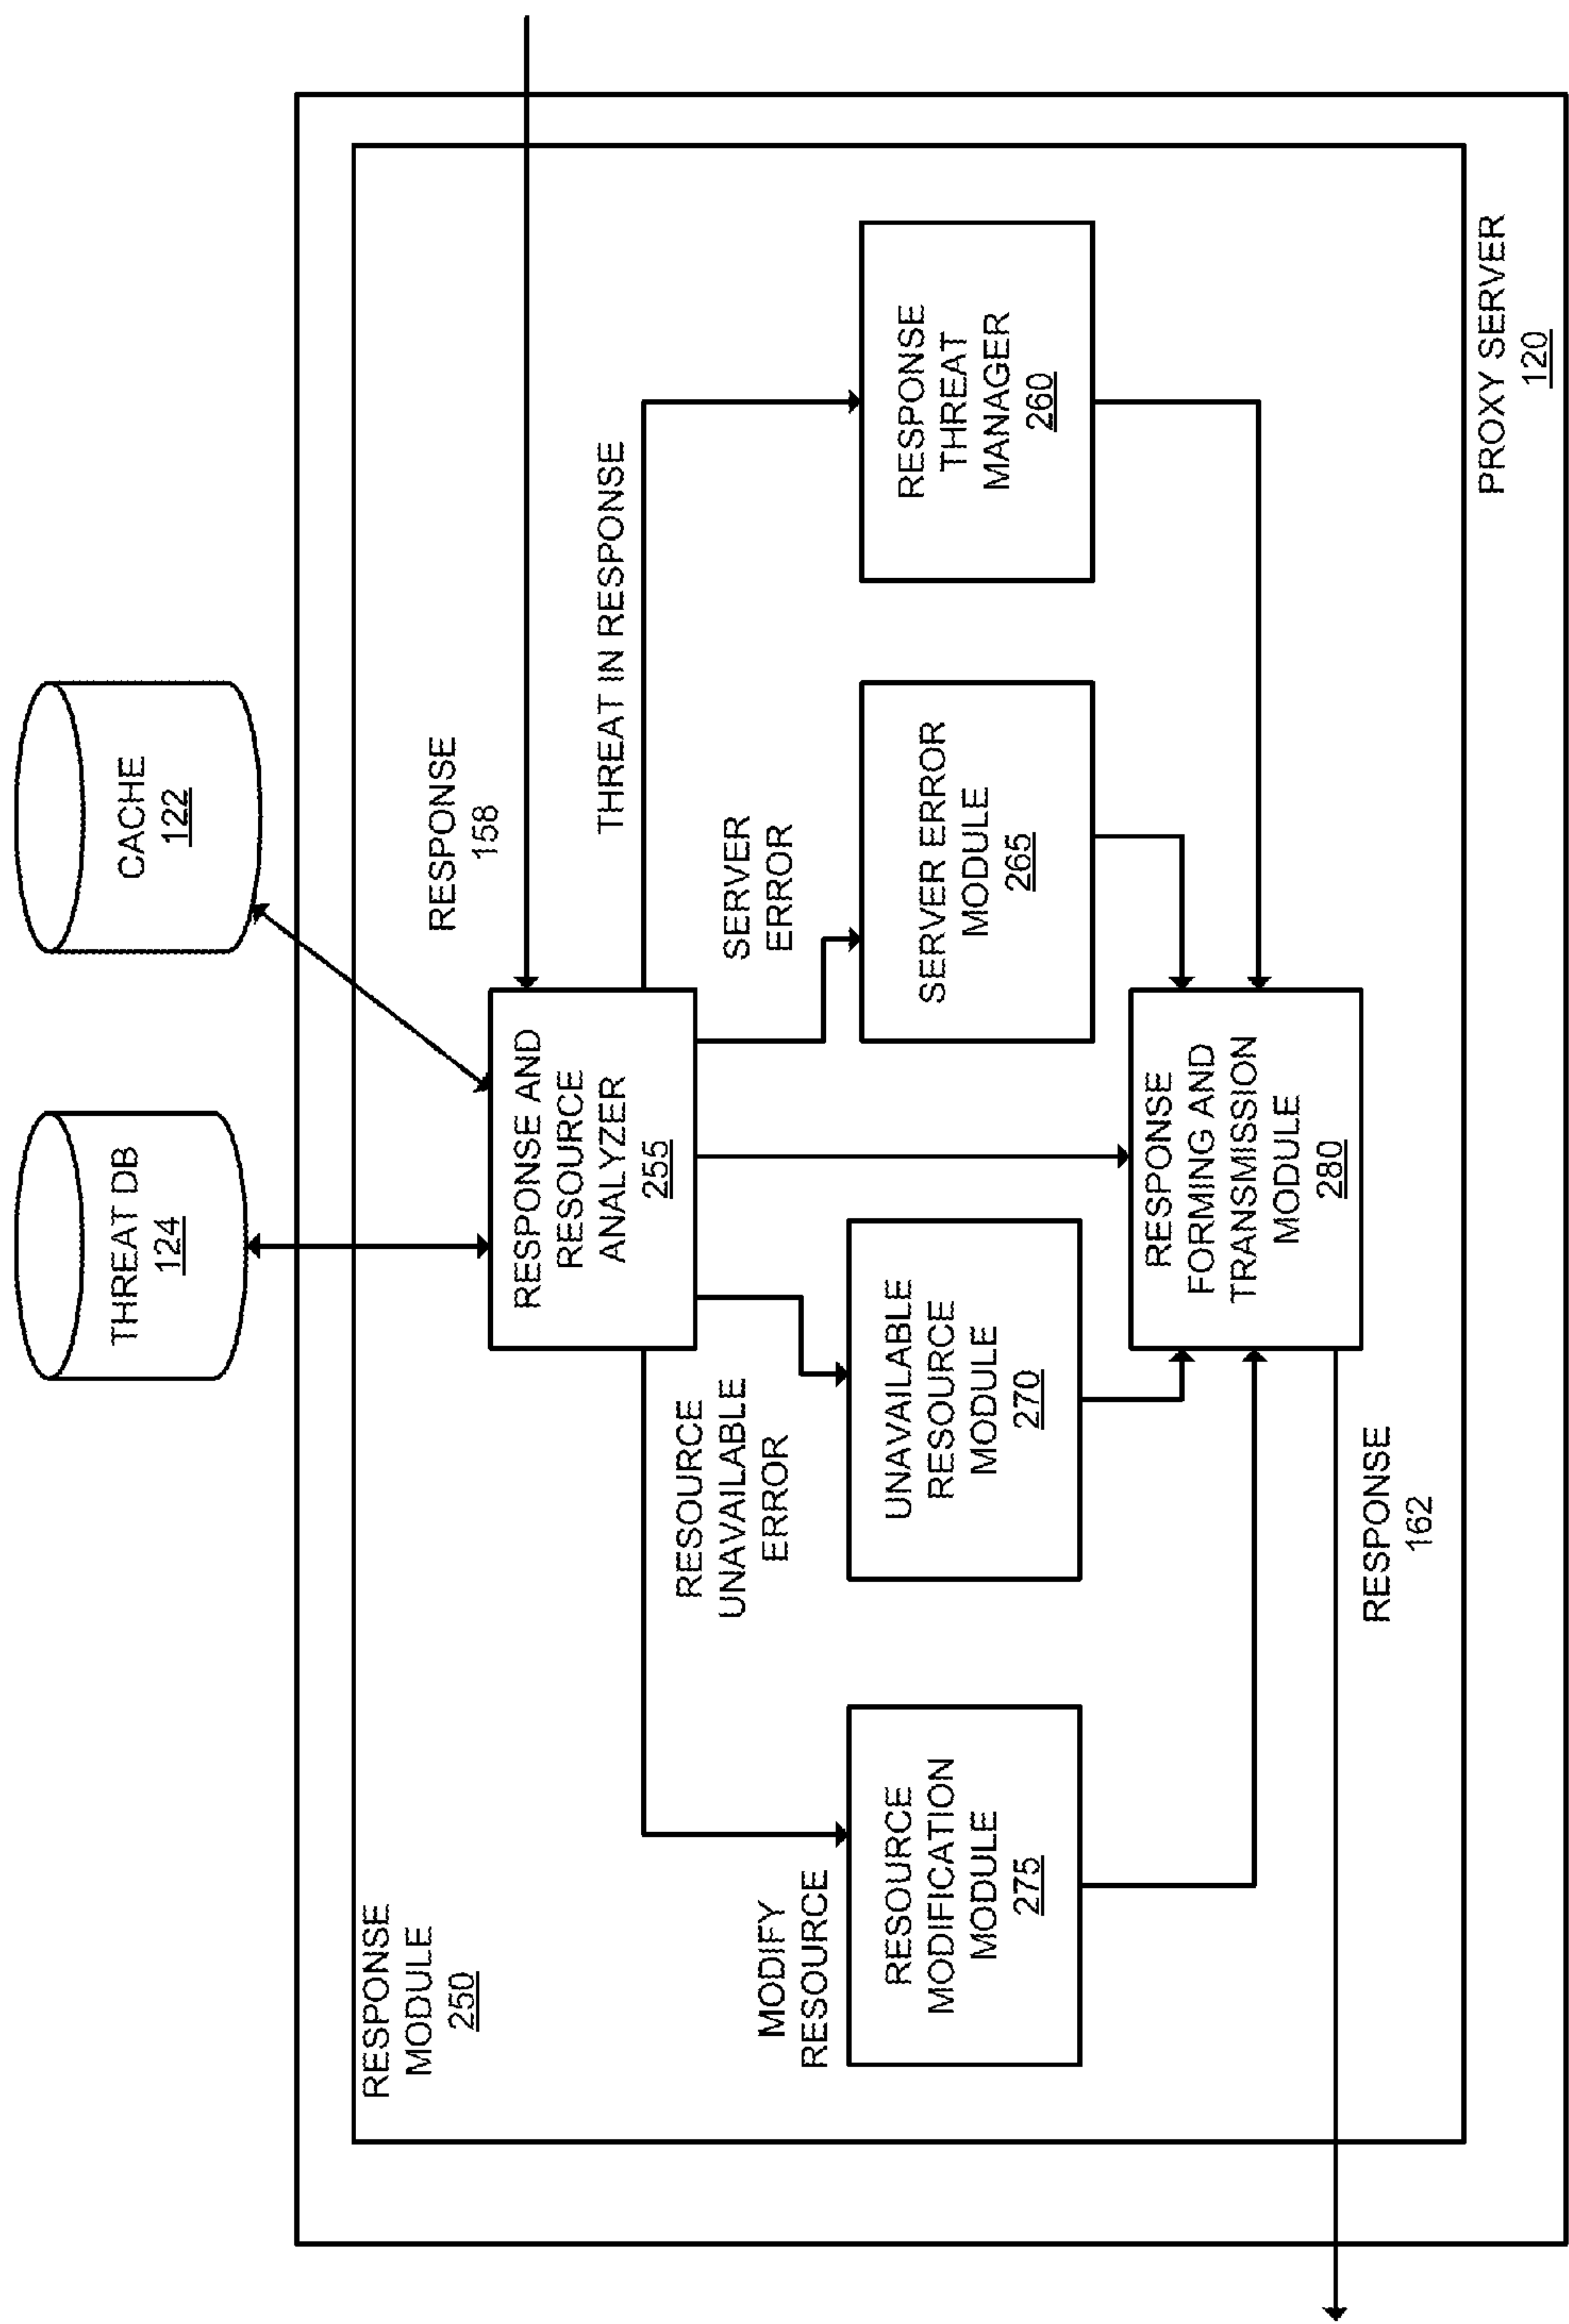 THREAT DB
124
CACHE
122
RESPONSE
MODULE
250
RESPONSE
158
RESPONSE AND
RESOURCE
ANALYZER
255
THREAT IN RESPONSE
MODIFY
RESOURCE
RESOURCE
UNAVAILABLE
ERROR
SERVER
ERROR
RESOURCE
MODIFICATION
MODULE
275
UNAVAILABLE
RESOURCE
MODULE
270
SERVER ERROR
MODULE
265
RESPONSE
THREAT
MANAGER
260
RESPONSE
FORMING AND
TRANSMISSION
MODULE
280
RESPONSE
162
PROXY SERVER
120